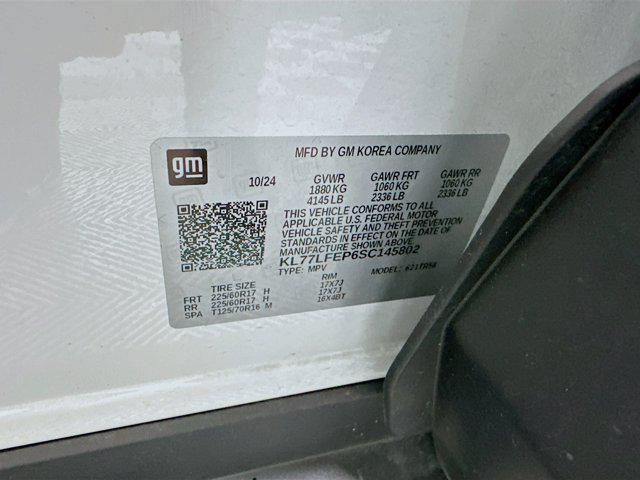 gm
MFD BY GM KOREA COMPANY
10/24 GVWR GAWR FRT GAWR RR
1880 KG 1060 KG 1060 KG
4145 LB 2336 LB 2336 LB
THIS VEHICLE CONFORMS TO ALL
APPLICABLE U.S. FEDERAL MOTOR
VEHICLE SAFETY AND THEFT PREVENTION
STANDARDS IN EFFECT ON THE DATE OF
MANUFACTURE SHOWN ABOVE.
KL77LFEP6SC145802
TYPE: MPV MODEL: 621TR58
TIRE SIZE RIM
FRT 225/60R17 H 17X7J
RR 225/60R17 H 17X7J
SPA T125/70R16 M 16X4BT